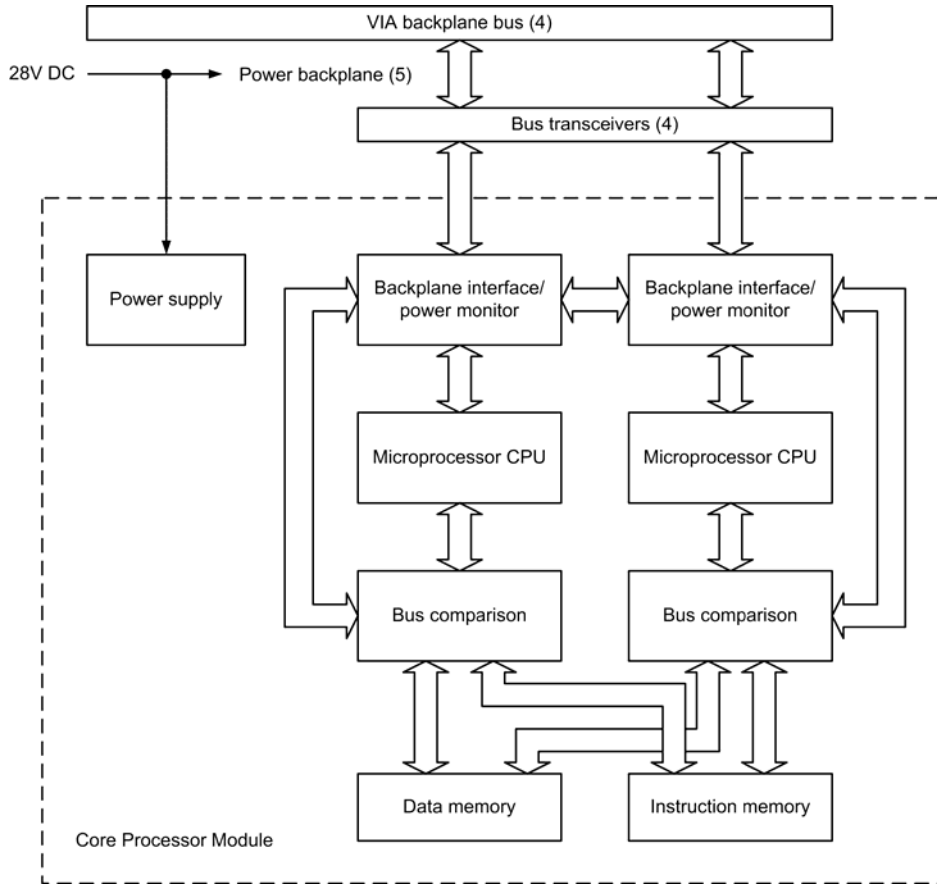 VIA backplane bus (4)
28V DC
Power backplane (5)
Bus transceivers (4)
Power supply
Backplane interface/
power monitor
Backplane interface/
power monitor
Microprocessor CPU
Microprocessor CPU
Bus comparison
Bus comparison
Data memory
Instruction memory
Core Processor Module